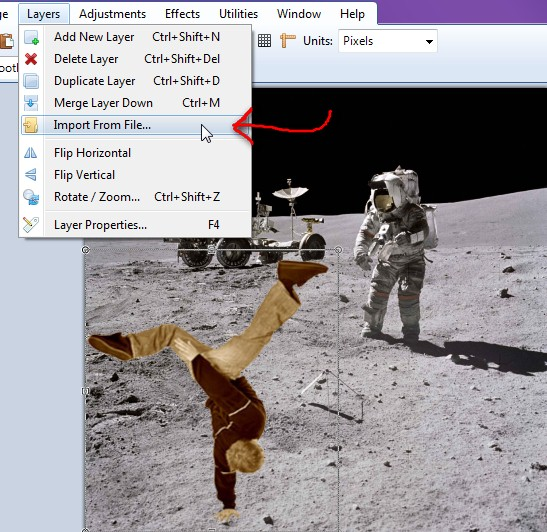 Layers Adjustments Effects Utilities Window Help
Add New Layer Ctrl+Shift+N
Units: Pixels
Delete Layer Ctrl+Shift+Del
Duplicate Layer Ctrl+Shift+D
Merge Layer Down Ctrl+M
Import From File...
Flip Horizontal
Flip Vertical
Rotate / Zoom... Ctrl+Shift+Z
Layer Properties... F4